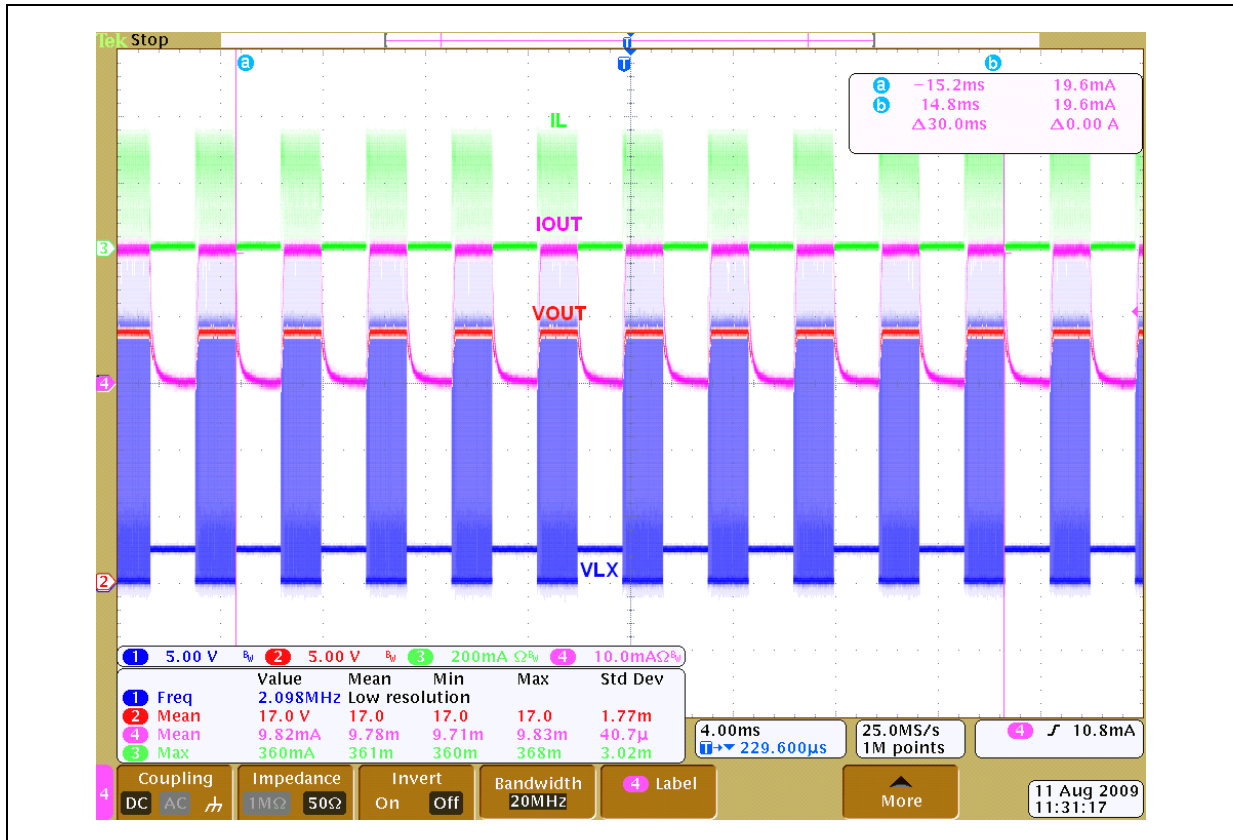 Tek Stop
T
T
a
b
a -15.2ms 19.6mA
b 14.8ms 19.6mA
Δ30.0ms Δ0.00 A
IL
IOUT
3
VOUT
4
VLX
2
1 5.00 V BW 2 5.00 V BW 3 200mA ΩBW 4 10.0mAΩBW
Value Mean Min Max Std Dev
1 Freq 2.098MHz Low resolution
2 Mean 17.0 V 17.0 17.0 17.0 1.77m
4 Mean 9.82mA 9.78m 9.71m 9.83m 40.7µ
3 Max 360mA 361m 360m 368m 3.02m
4.00ms
T→▼ 229.600µs
25.0MS/s
1M points
4 10.8mA
4
Coupling
DC AC
Impedance
1MΩ 50Ω
Invert
On Off
Bandwidth
20MHz
4 Label
More
11 Aug 2009
11:31:17